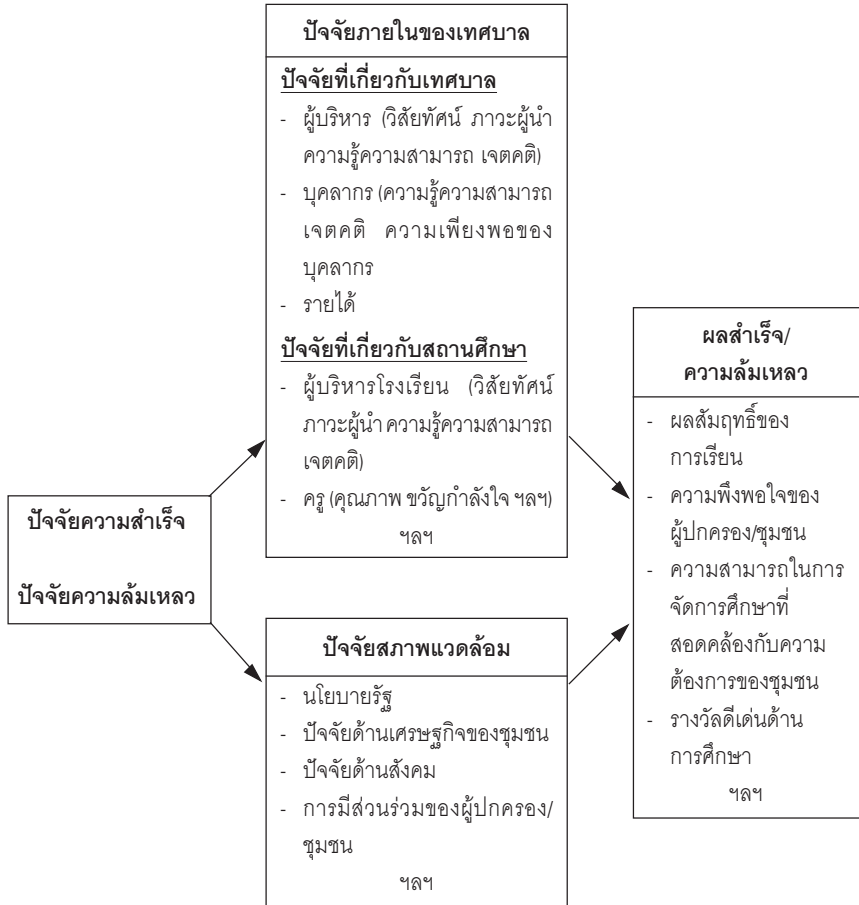 ปัจจัยความสำเร็จ
ปัจจัยความล้มเหลว
ปัจจัยภายในของเทศบาล
ปัจจัยที่เกี่ยวกับเทศบาล
- ผู้บริหาร (วิสัยทัศน์ ภาวะผู้นำ
ความรู้ความสามารถ เจตคติ)
- บุคลากร (ความรู้ความสามารถ
เจตคติ ความเพียงพอของ
บุคลากร
- รายได้
ปัจจัยที่เกี่ยวกับสถานศึกษา
- ผู้บริหารโรงเรียน (วิสัยทัศน์
ภาวะผู้นำ ความรู้ความสามารถ
เจตคติ)
- ครู (คุณภาพ ขวัญกำลังใจ ฯลฯ)
ฯลฯ
ปัจจัยสภาพแวดล้อม
- นโยบายรัฐ
- ปัจจัยด้านเศรษฐกิจของชุมชน
- ปัจจัยด้านสังคม
- การมีส่วนร่วมของผู้ปกครอง/
ชุมชน
ฯลฯ
ผลสำเร็จ/
ความล้มเหลว
- ผลสัมฤทธิ์ของ
การเรียน
- ความพึงพอใจของ
ผู้ปกครอง/ชุมชน
- ความสามารถในการ
จัดการศึกษาที่
สอดคล้องกับความ
ต้องการของชุมชน
- รางวัลดีเด่นด้าน
การศึกษา
ฯลฯ